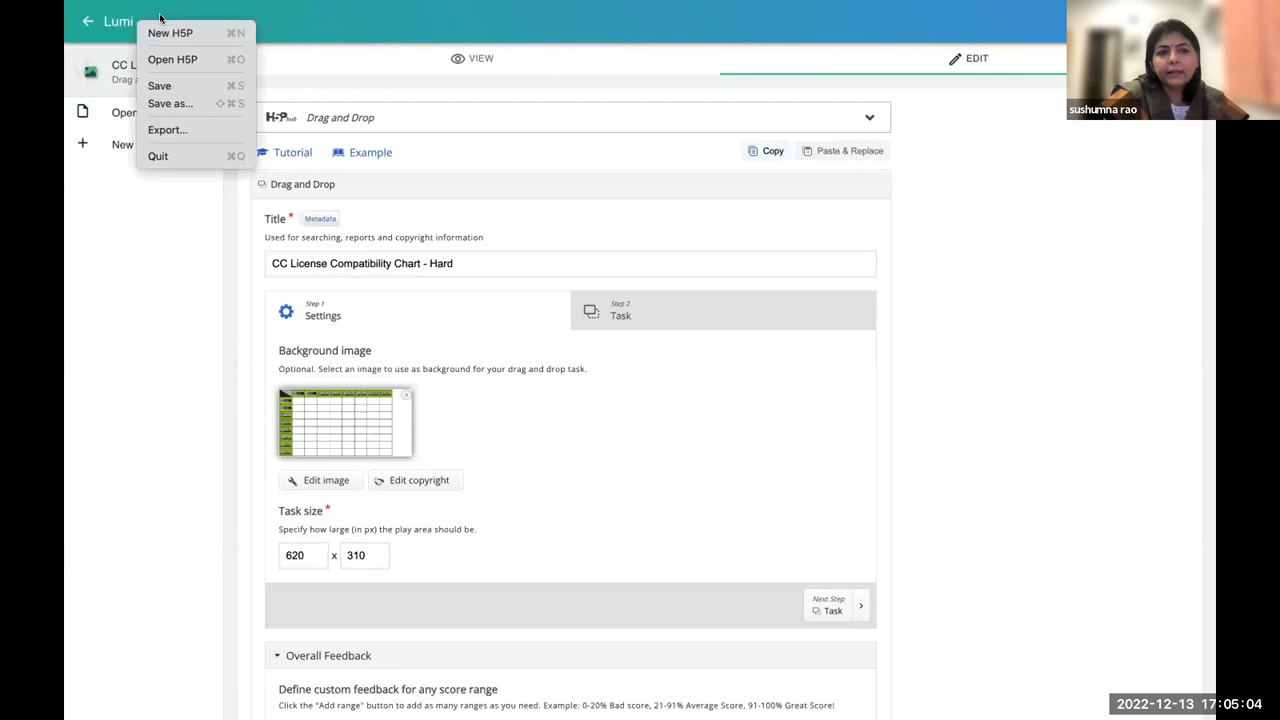 Lumi
New H5P ⌘N
Open H5P ⌘O
Save ⌘S
Save as... ⇧⌘S
Export...
Quit ⌘Q
CC L
Drag a
Open
New
VIEW
EDIT
sushumna rao
H5P hub Drag and Drop
Tutorial Example
Copy Paste & Replace
Drag and Drop
Title * Metadata
Used for searching, reports and copyright information
CC License Compatibility Chart - Hard
Step 1
Settings
Step 2
Task
Background image
Optional. Select an image to use as background for your drag and drop task.
Edit image Edit copyright
Task size *
Specify how large (in px) the play area should be.
620 x 310
Next Step
Task
Overall Feedback
Define custom feedback for any score range
Click the "Add range" button to add as many ranges as you need. Example: 0-20% Bad score, 21-91% Average Score, 91-100% Great Score!
2022-12-13 17:05:04